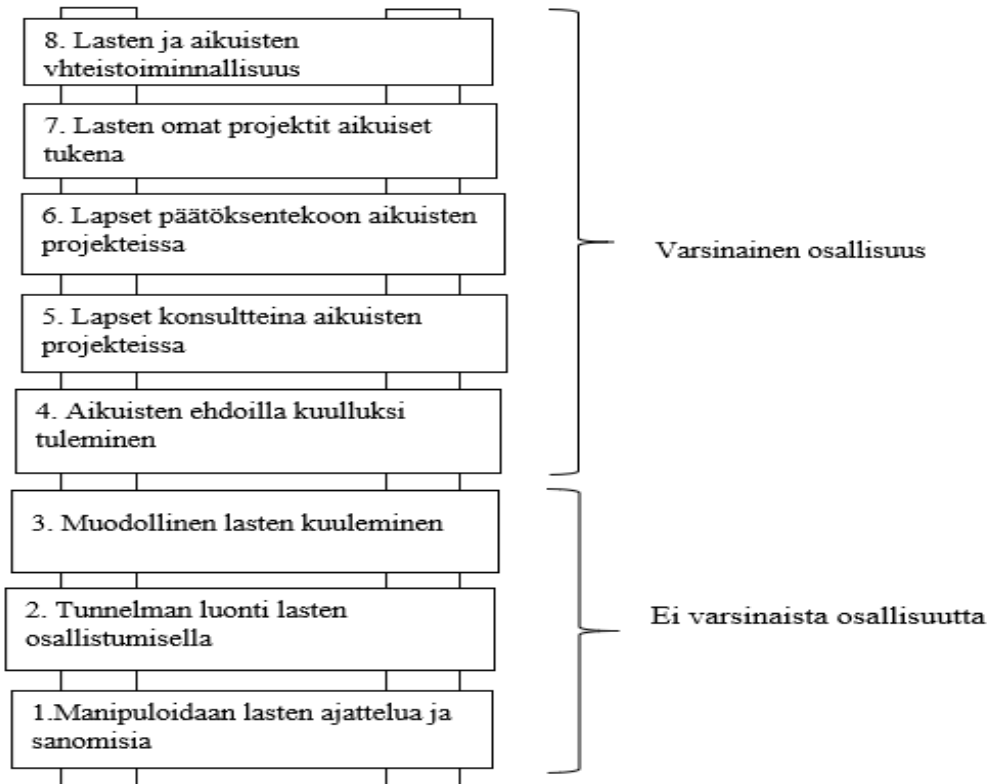 8. Lasten ja aikuisten
vhteistoiminnallisuus
7. Lasten omat projektit aikuiset
tukena
6. Lapset päätöksentekoon aikuisten
projekteissa
5. Lapset konsultteina aikuisten
projekteissa
4. Aikuisten ehdoilla kuulluksi
tuleminen
Varsinainen osallisuus
3. Muodollinen lasten kuuleminen
2. Tunnelman luonti lasten
osallistumisella
1.Manipuloidaan lasten ajattelua ja
sanomisia
Ei varsinaista osallisuutta